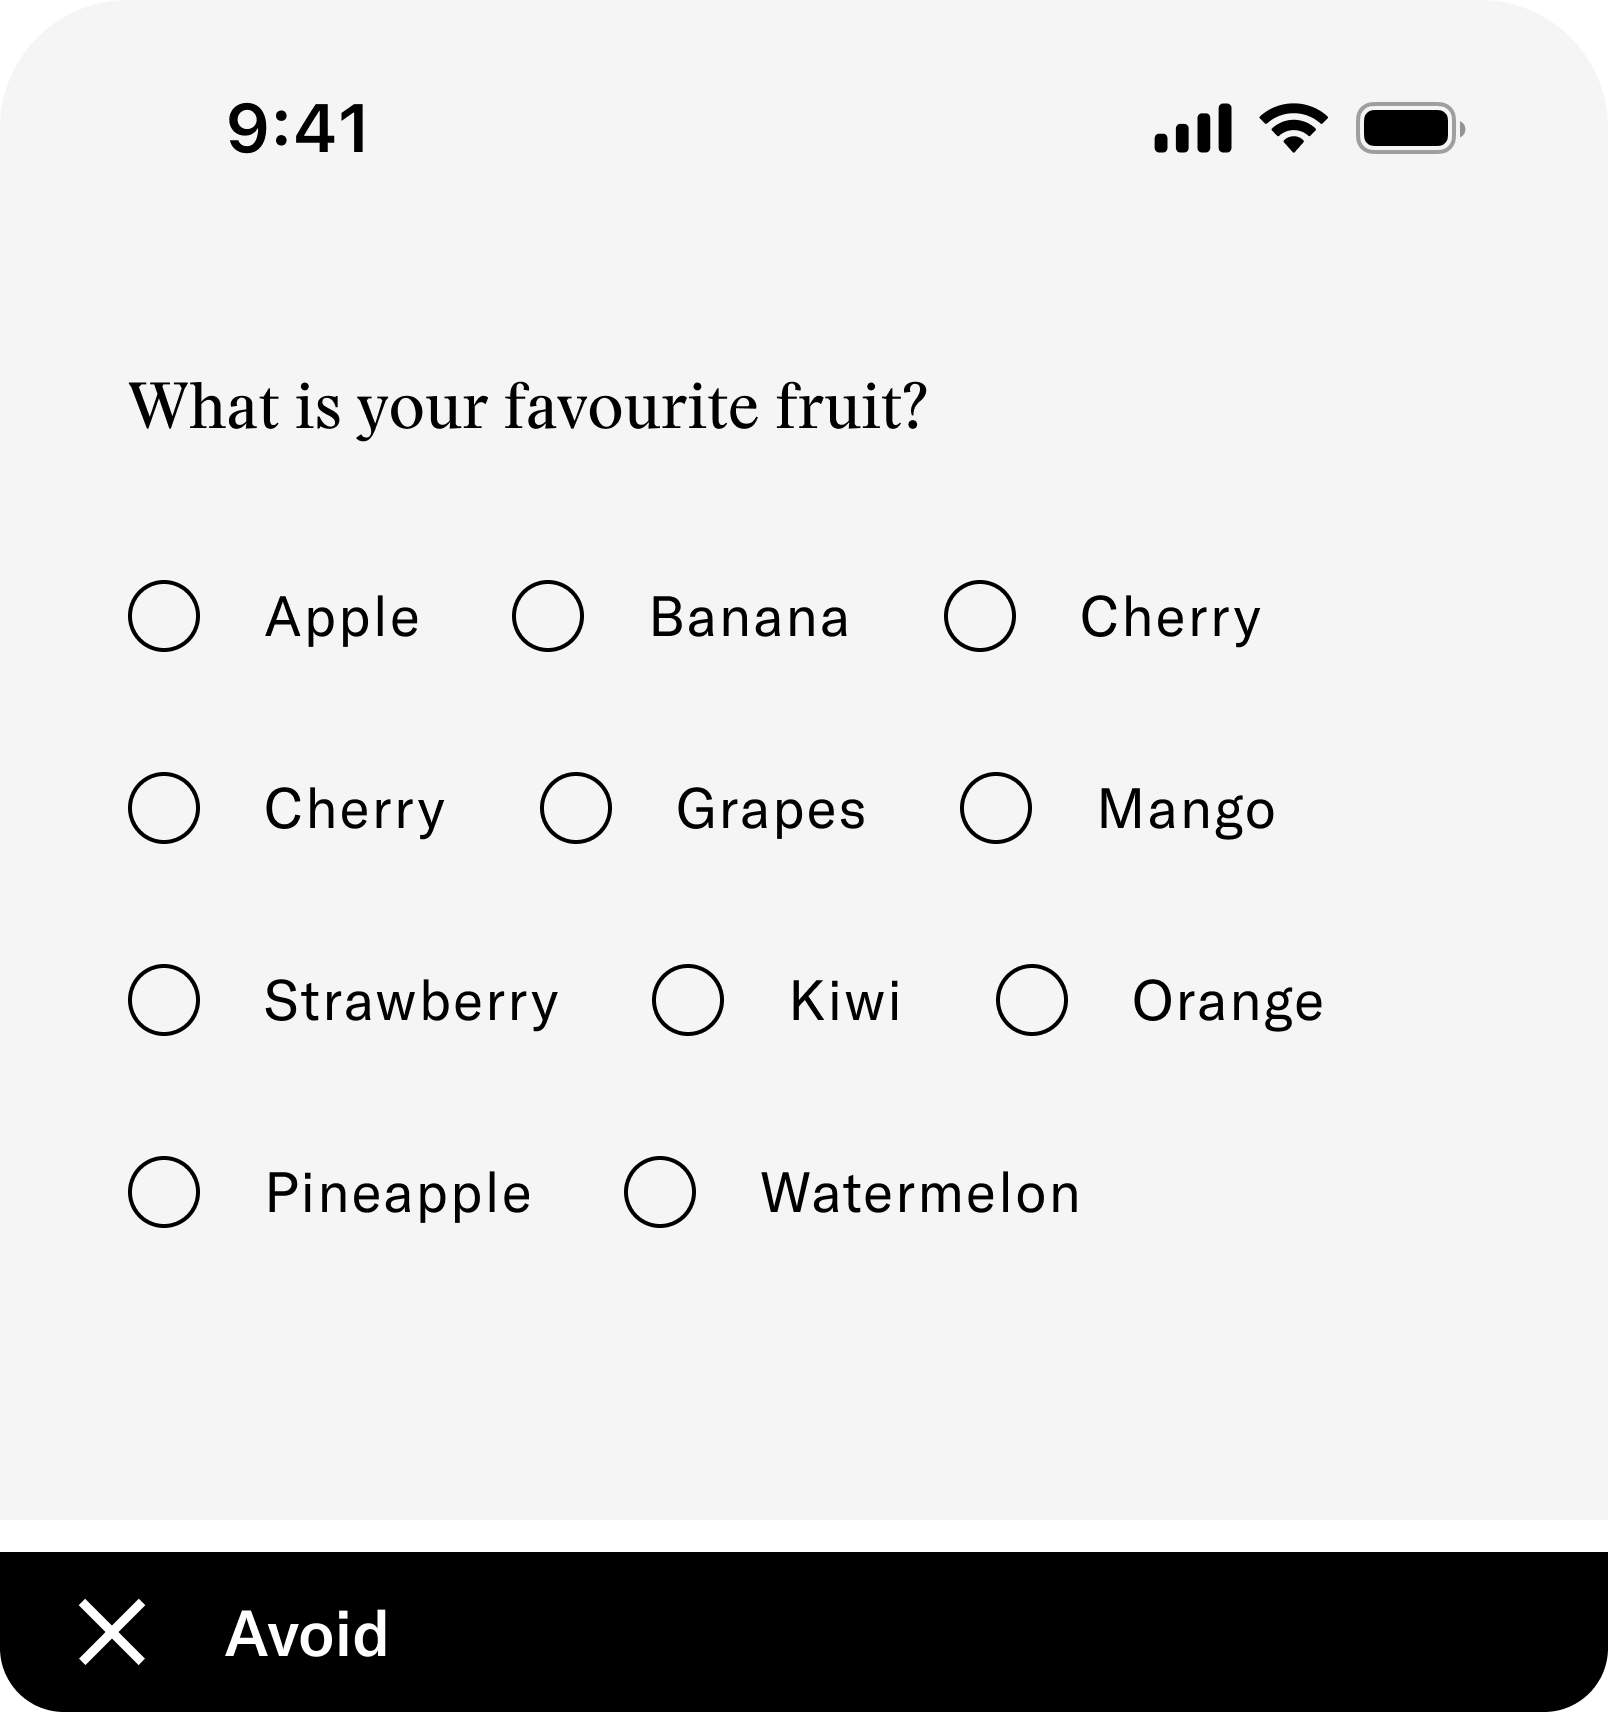 9:41
What is your favourite fruit?
Apple Banana Cherry
Cherry Grapes Mango
Strawberry Kiwi Orange
Pineapple Watermelon
Avoid